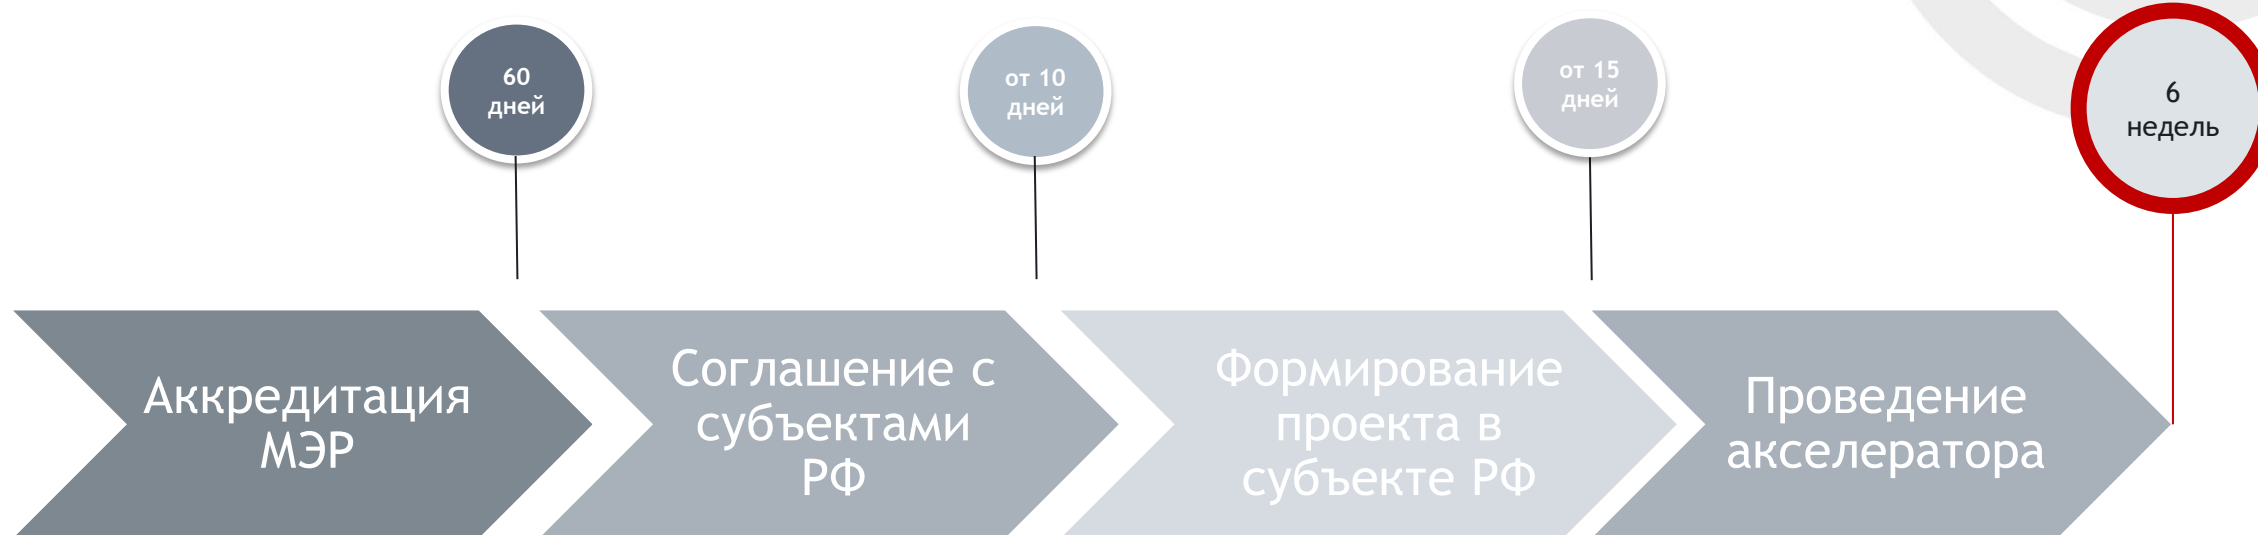 60
дней
от 10
дней
от 15
дней
6
недель
Аккредитация
МЭР
Соглашение с
субъектами
РФ
Формирование
проекта в
субъекте РФ
Проведение
акселератора